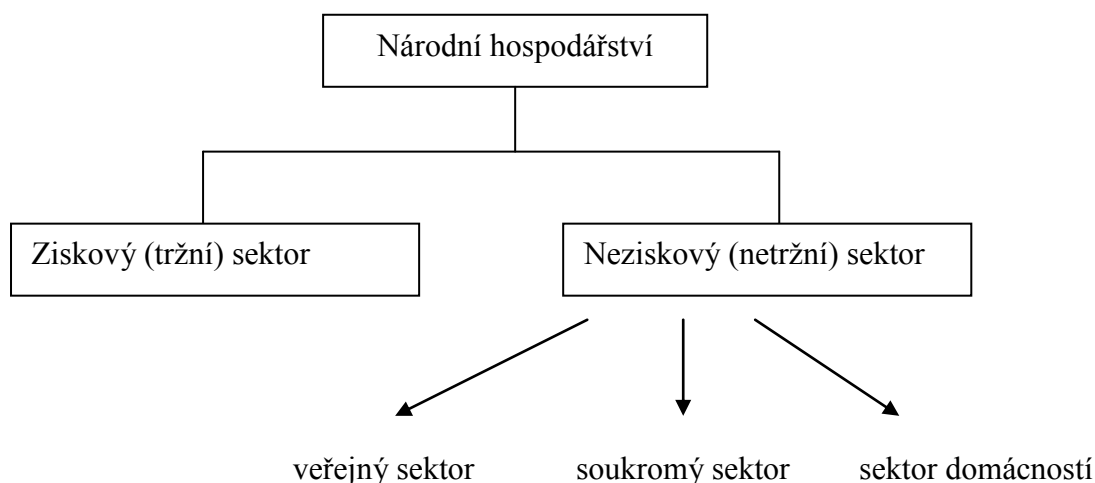 Národní hospodářství
Ziskový (tržní) sektor
Neziskový (netržní) sektor
veřejný sektor
soukromý sektor
sektor domácností